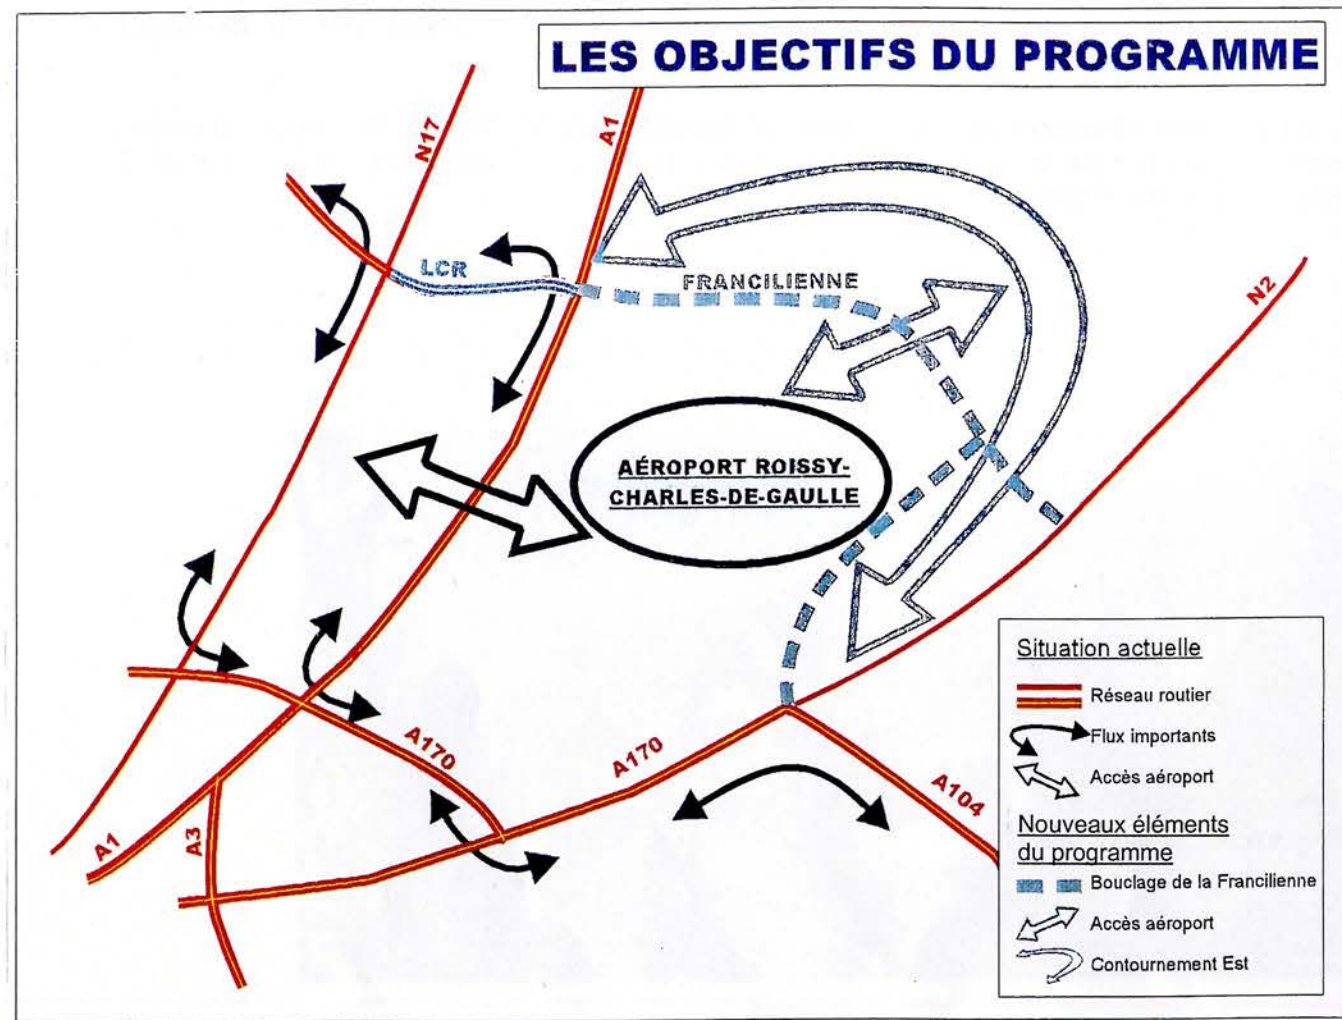 LES OBJECTIFS DU PROGRAMME
N17
A1
LCR
FRANCILIENNE
N2
AÉROPORT ROISSY-
CHARLES-DE-GAULLE
A170
A170
A104
A1
A3
Situation actuelle
Réseau routier
Flux importants
Accès aéroport
Nouveaux éléments
du programme
Bouclage de la Francilienne
Accès aéroport
Contournement Est